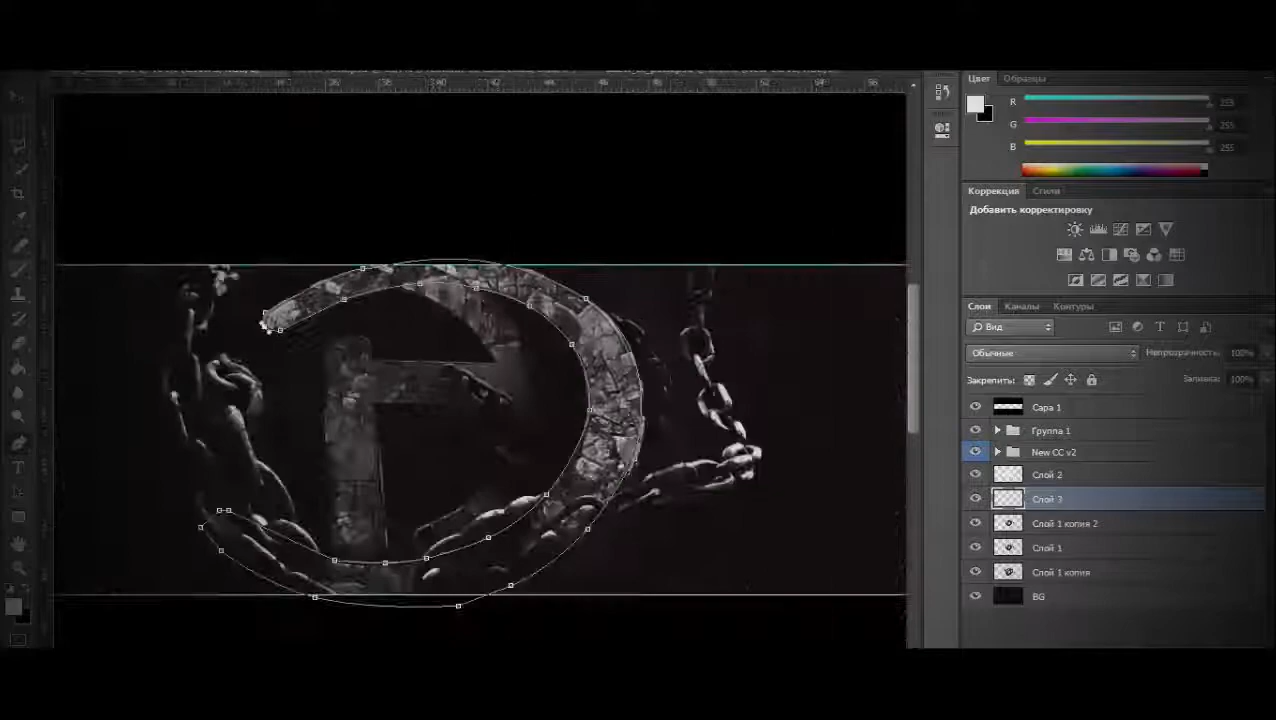 Цвет Образцы
R 255
G 255
B 255
Коррекция Стили
Добавить корректировку
Слои Каналы Контуры
Вид
Обычные Непрозрачность: 100%
Закрепить: Заливка: 100%
Capa 1
Группа 1
New CC v2
Слой 2
Слой 3
Слой 1 копия 2
Слой 1
Слой 1 копия
BG